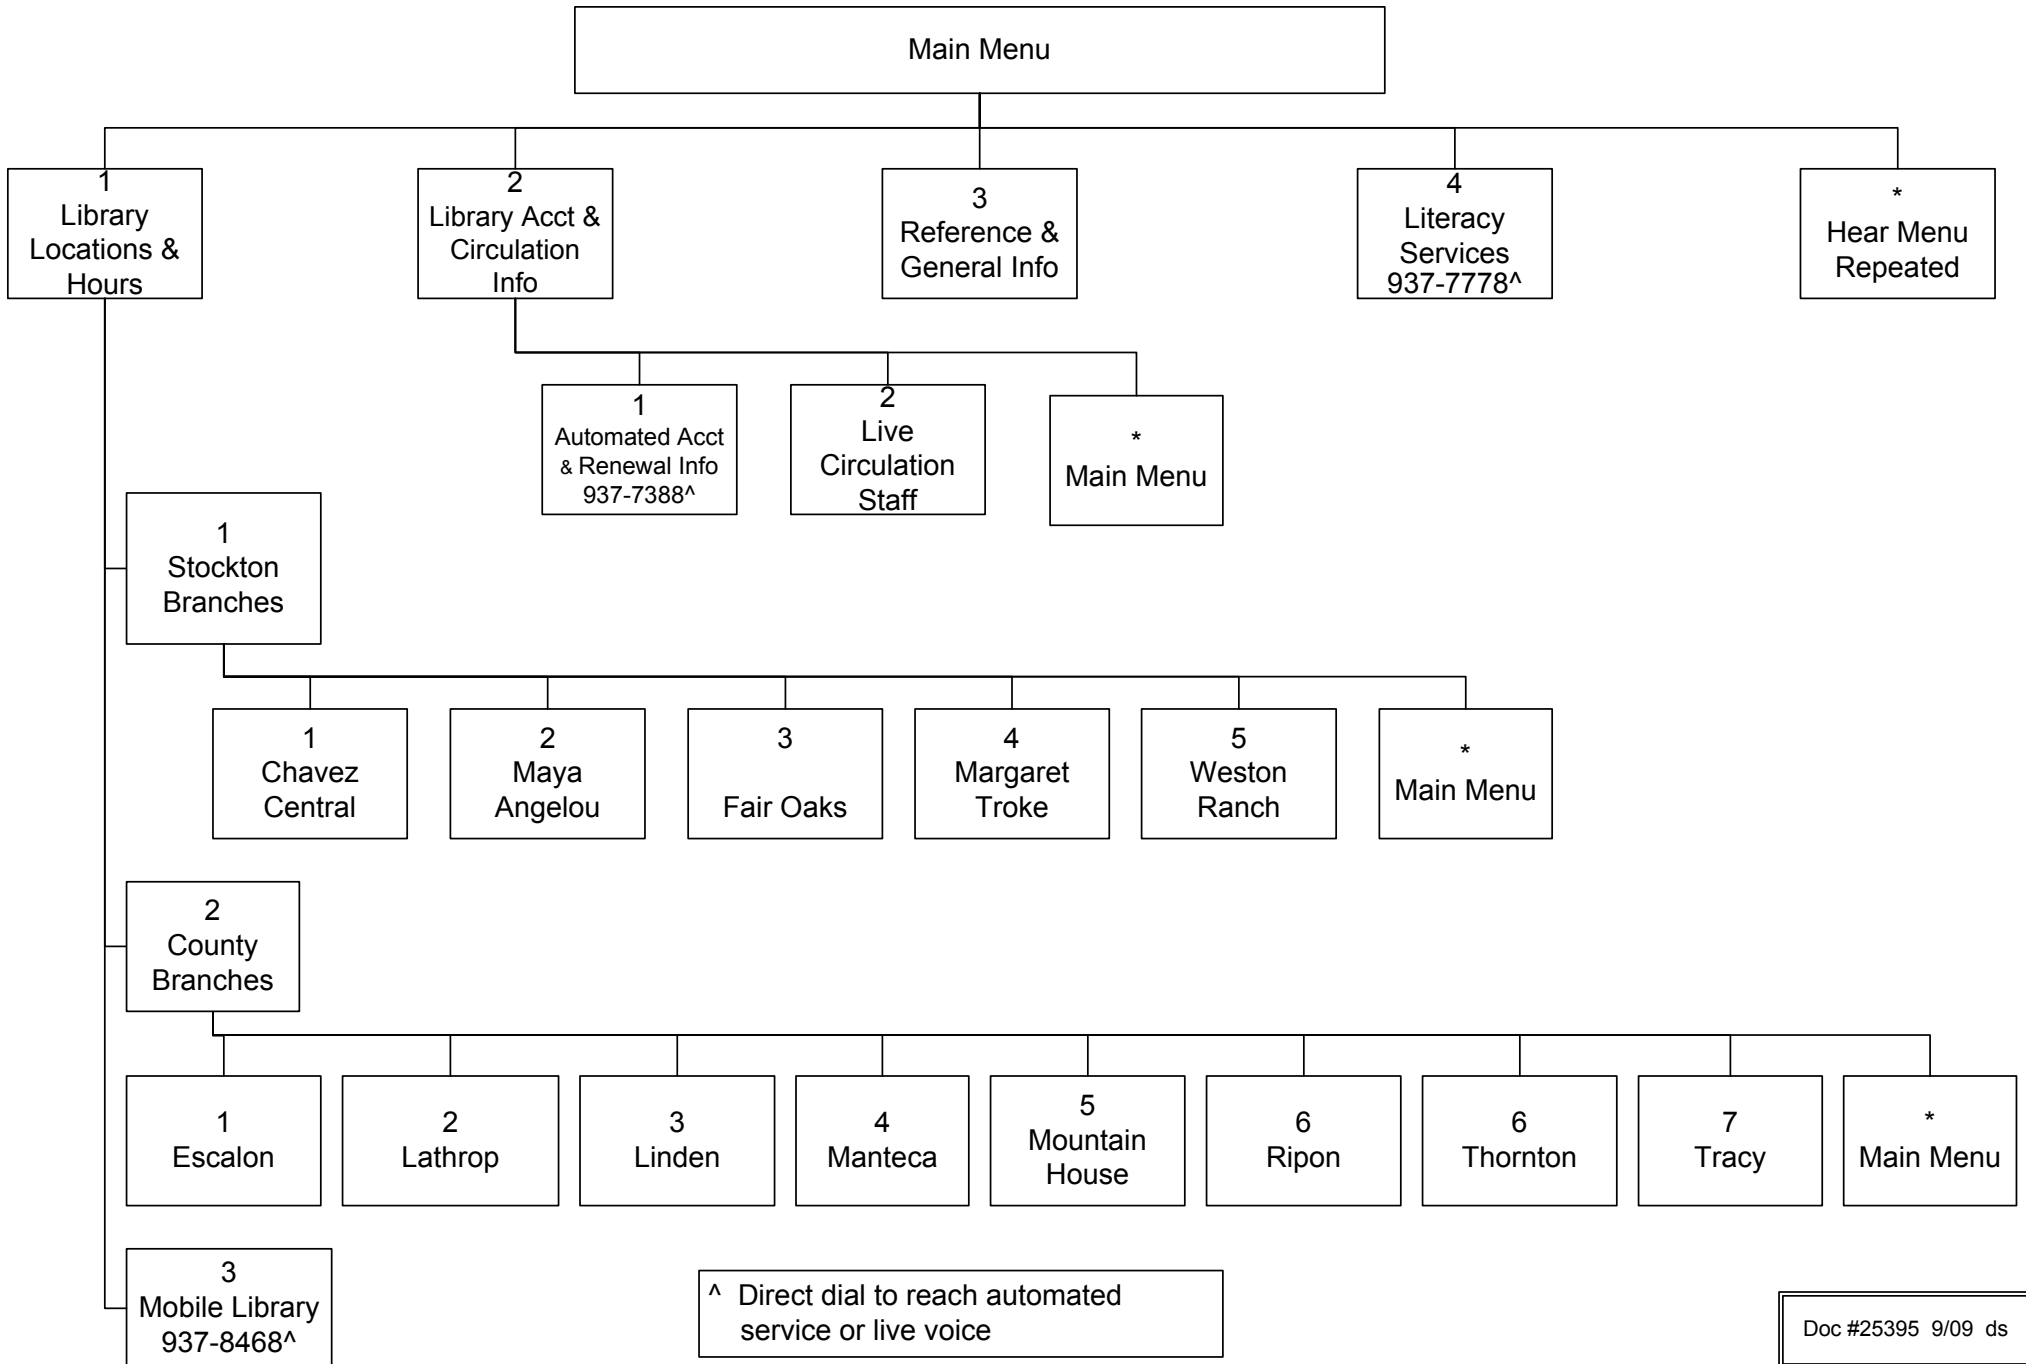 Main Menu
1
Library
Locations &
Hours
2
Library Acct &
Circulation
Info
3
Reference &
General Info
4
Literacy
Services
937-7778^
*
Hear Menu
Repeated
1
Automated Acct
& Renewal Info
937-7388^
2
Live
Circulation
Staff
*
Main Menu
1
Stockton
Branches
1
Chavez
Central
2
Maya
Angelou
3
Fair Oaks
4
Margaret
Troke
5
Weston
Ranch
*
Main Menu
2
County
Branches
1
Escalon
2
Lathrop
3
Linden
4
Manteca
5
Mountain
House
6
Ripon
6
Thornton
7
Tracy
*
Main Menu
3
Mobile Library
937-8468^
^ Direct dial to reach automated
service or live voice
Doc #25395 9/09 ds